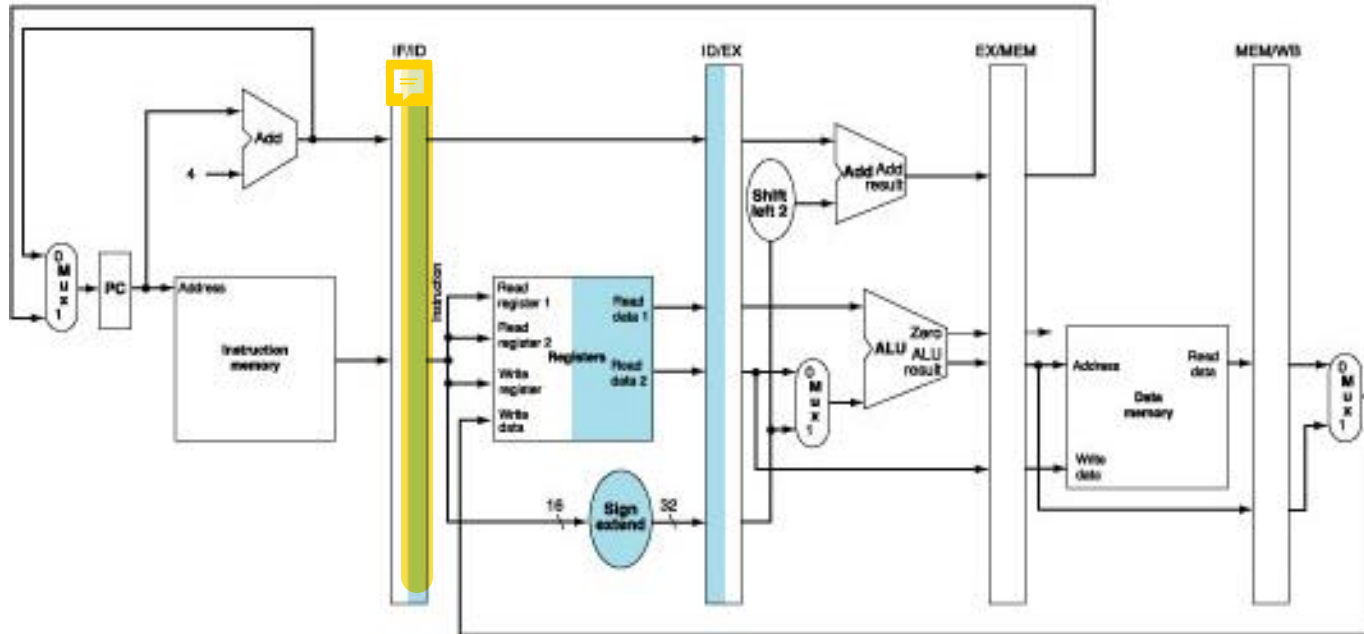 IF/ID
ID/EX
EX/MEM
MEM/WB
Add
4
Add Add
result
Shift
left 2
0
M
u
x
1
PC
Address
Instruction
memory
Instruction
Read
register 1
Read
register 2
Write
register
Write
data
Registers
Read
data 1
Read
data 2
16
Sign
extend
32
0
M
u
x
1
Zero
ALU
ALU
result
Address
Read
data
Data
memory
Write
data
0
M
u
x
1